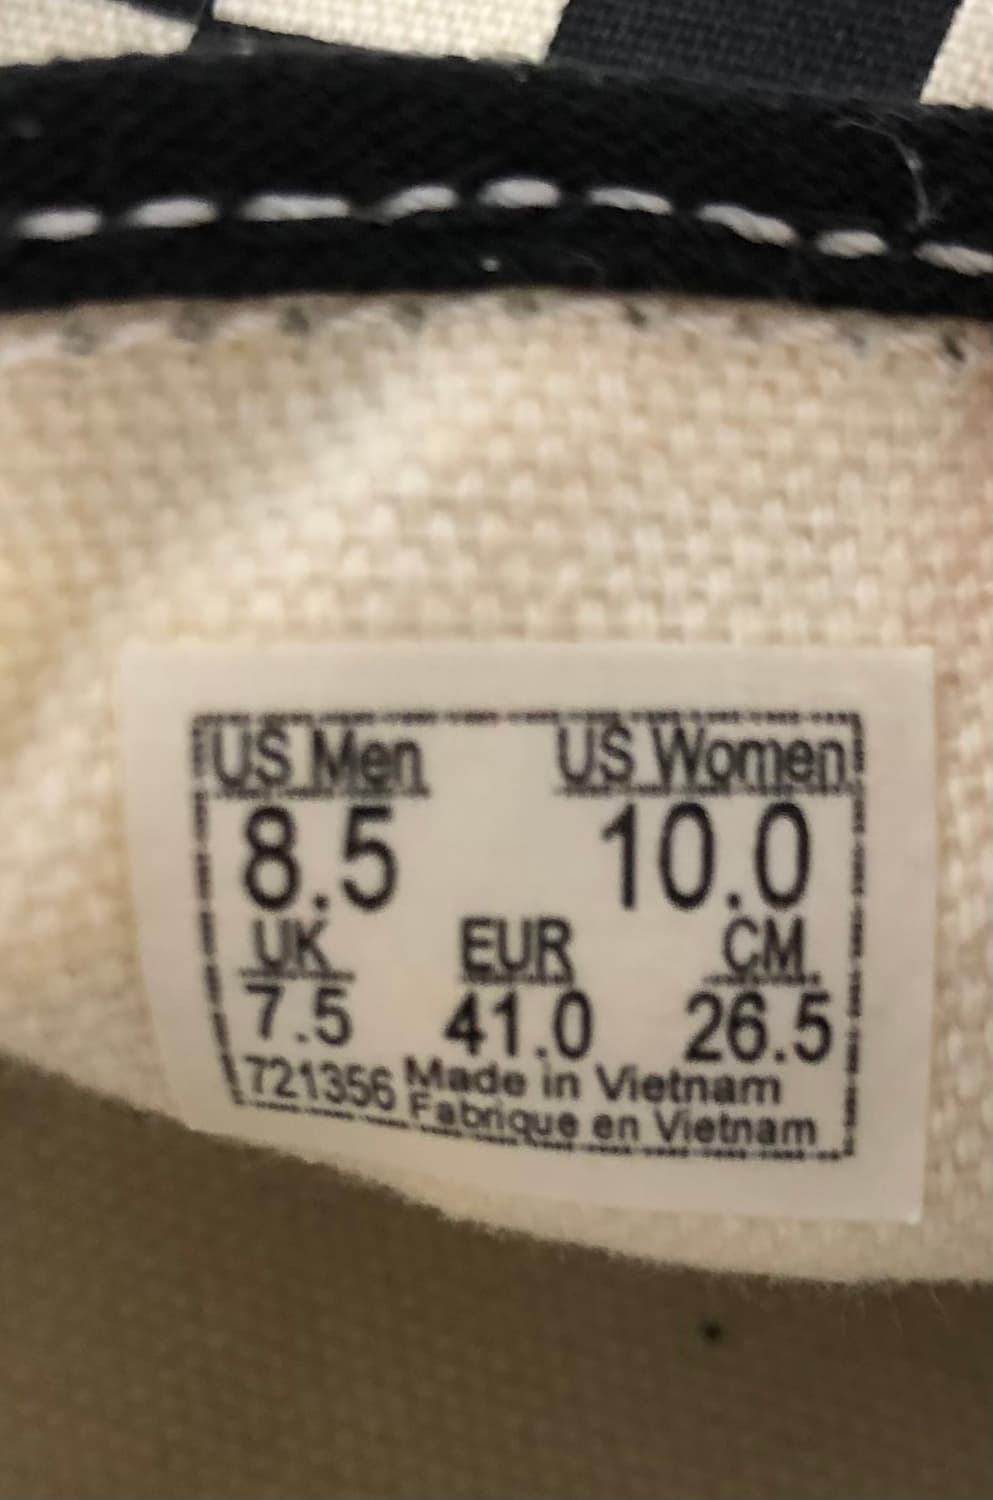 US Men US Women
8.5 10.0
UK EUR CM
7.5 41.0 26.5
721356 Made in Vietnam
Fabrique en Vietnam